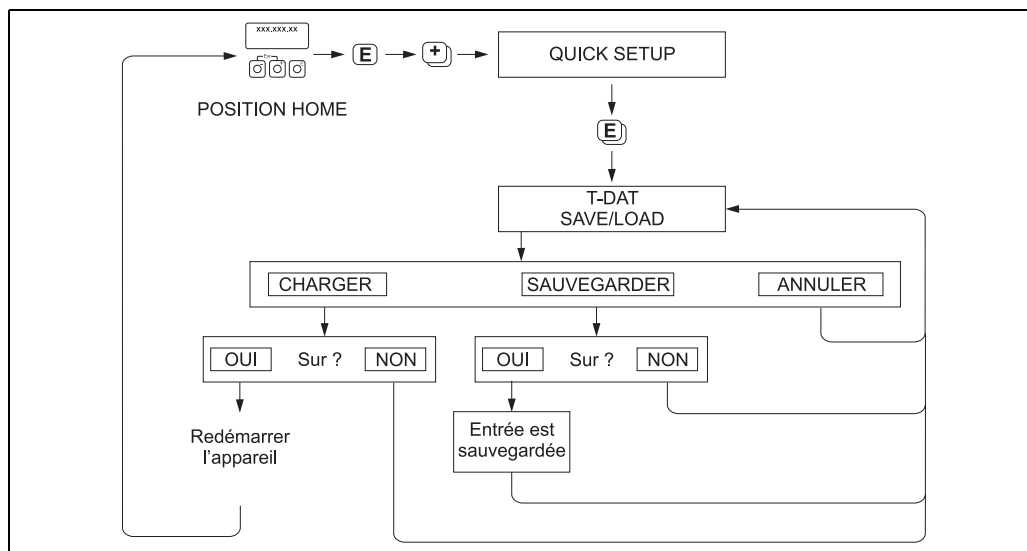 xxx.xxx.xx
Esc
E
+
QUICK SETUP
POSITION HOME
E
T-DAT
SAVE/LOAD
CHARGER
SAUVEGARDER
ANNULER
OUI Sur ? NON
OUI Sur ? NON
Redémarrer
l'appareil
Entrée est
sauvegardée